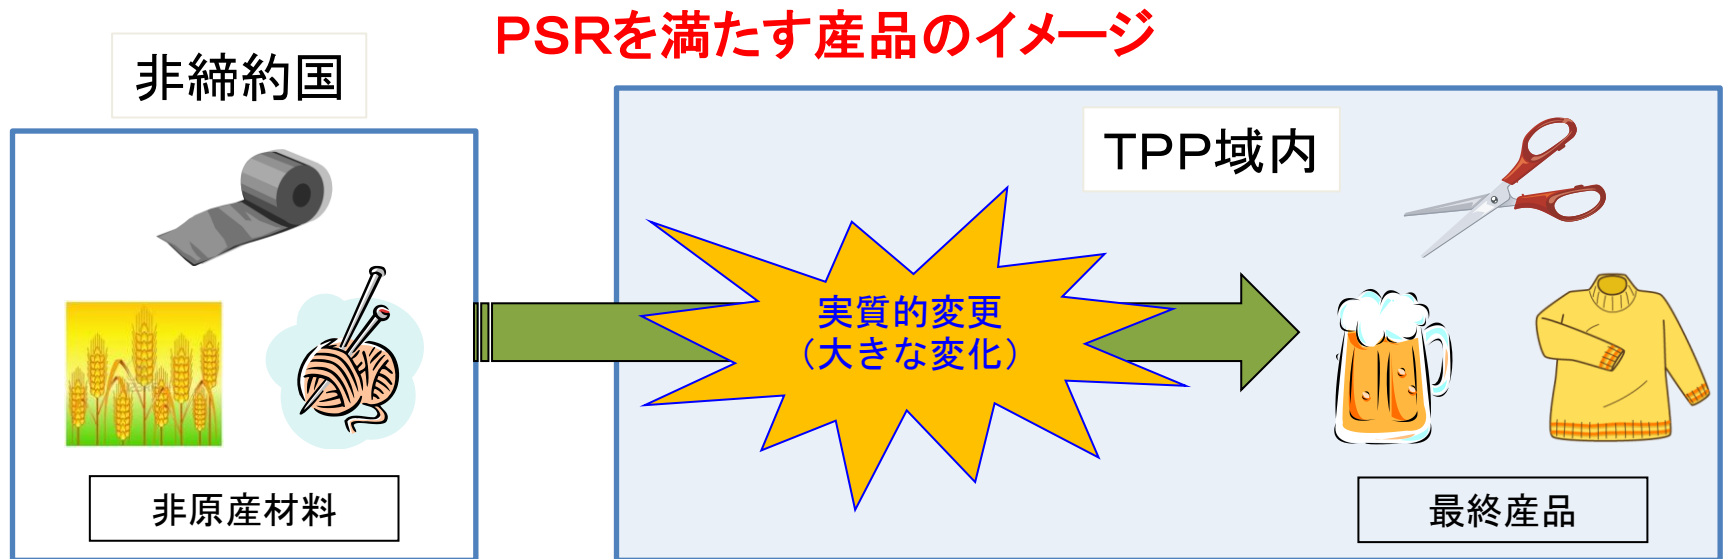 PSRを満たす産品のイメージ
非締約国
TPP域内
実質的変更
(大きな変化)
非原産材料
最終産品